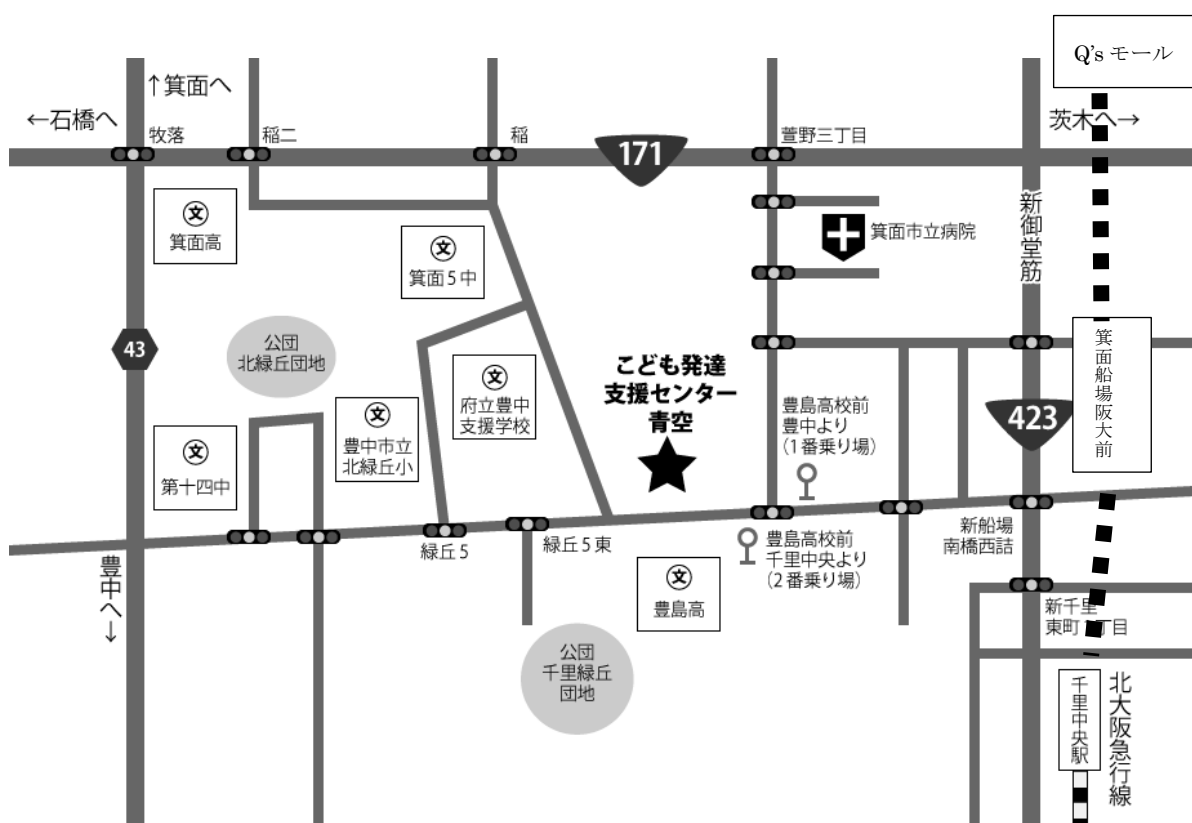 Q'sモール
↑箕面へ
←石橋へ
茨木へ→
牧落
稲二
稲
171
萱野三丁目
文
箕面高
文
箕面5中
箕面市立病院
新御堂筋
43
公団
北緑丘団地
文
府立豊中
支援学校
こども発達
支援センター
青空
箕面船場阪大前
423
文
豊中市立
北緑丘小
豊島高校前
豊中より
(1番乗り場)
文
第十四中
緑丘5
緑丘5東
豊島高校前
千里中央より
(2番乗り場)
新船場
南橋西詰
豊中へ↓
文
豊島高
新千里
東町 丁目
公団
千里緑丘
団地
千里中央駅
北大阪急行線